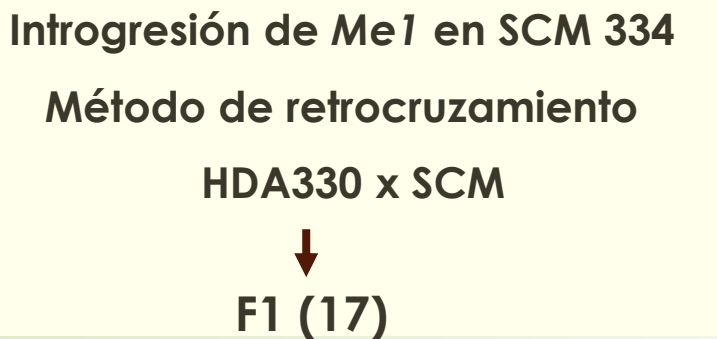 Introgresión de Me1 en SCM 334
Método de retrocruzamiento
HDA330 x SCM
F1 (17)